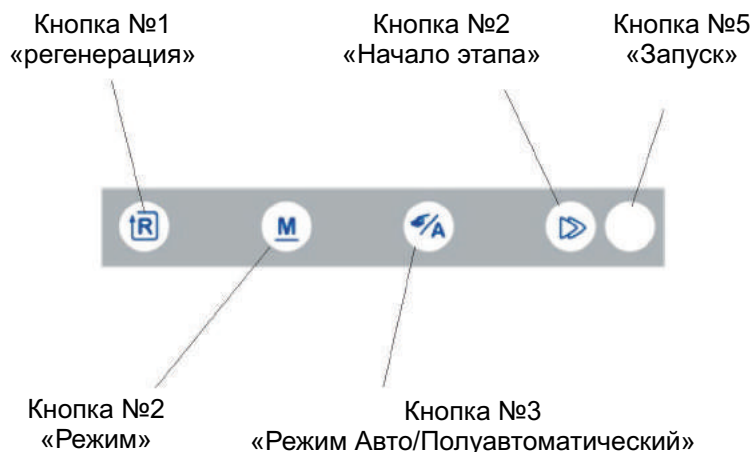 Кнопка №1
«регенерация»
Кнопка №2
«Начало этапа»
Кнопка №5
«Запуск»
R
M
/A
Кнопка №2
«Режим»
Кнопка №3
«Режим Авто/Полуавтоматический»